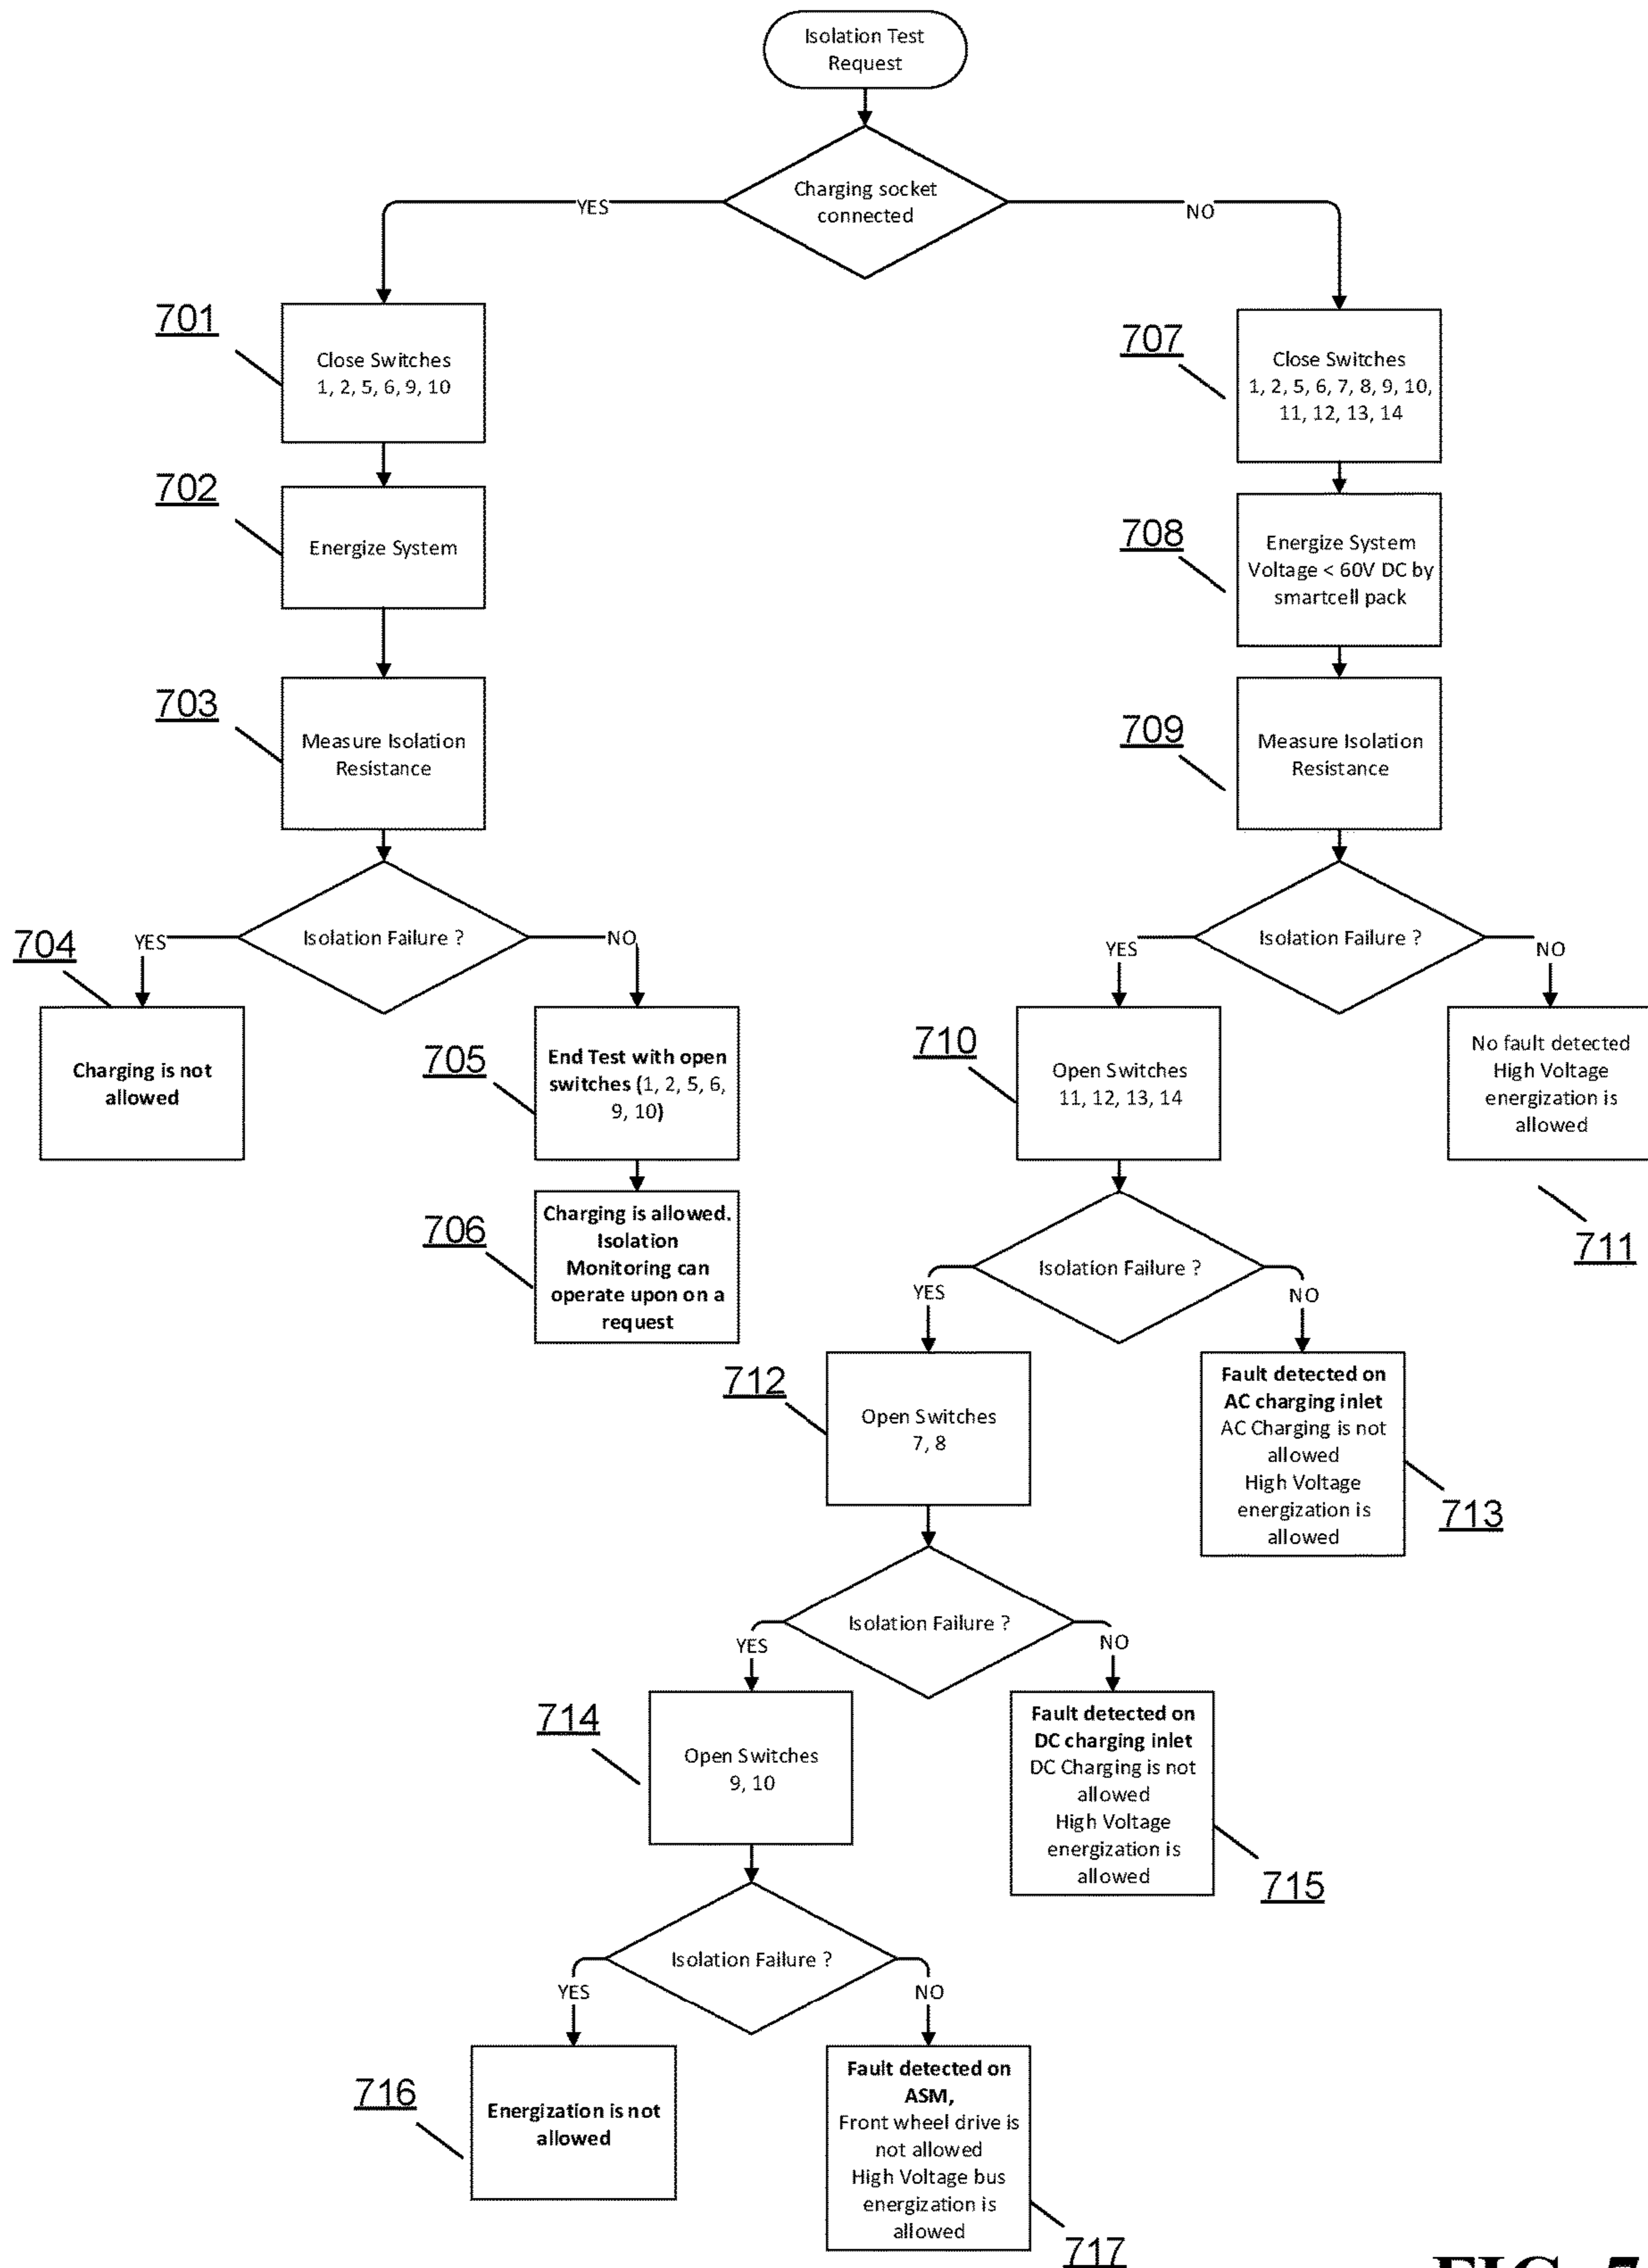 Isolation Test
Request
Charging socket
connected
YES
NO
701
Close Switches
1, 2, 5, 6, 9, 10
707
Close Switches
1, 2, 5, 6, 7, 8, 9, 10,
11, 12, 13, 14
702
Energize System
708
Energize System
Voltage < 60V DC by
smartcell pack
703
Measure Isolation
Resistance
709
Measure Isolation
Resistance
Isolation Failure ?
YES
NO
Isolation Failure ?
YES
NO
704
Charging is not
allowed
705
End Test with open
switches (1, 2, 5, 6,
9, 10)
710
Open Switches
11, 12, 13, 14
No fault detected
High Voltage
energization is
allowed
711
706
Charging is allowed.
Isolation
Monitoring can
operate upon on a
request
Isolation Failure ?
YES
NO
712
Open Switches
7, 8
Fault detected on
AC charging inlet
AC Charging is not
allowed
High Voltage
energization is
allowed
713
Isolation Failure ?
YES
NO
714
Open Switches
9, 10
Fault detected on
DC charging inlet
DC Charging is not
allowed
High Voltage
energization is
allowed
715
Isolation Failure ?
YES
NO
716
Energization is not
allowed
Fault detected on
ASM,
Front wheel drive is
not allowed
High Voltage bus
energization is
allowed
717
FIG. 7